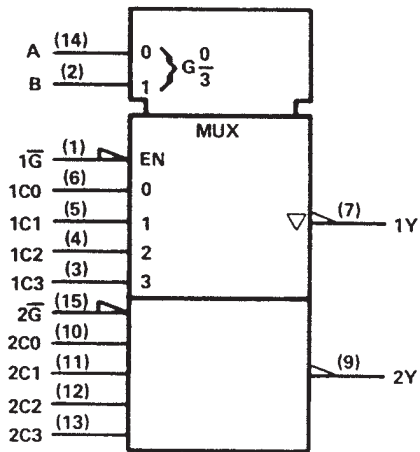 A (14) 0
B (2) 1
G 0/3
MUX
1G̅ (1) EN
1C0 (6) 0
1C1 (5) 1
1C2 (4) 2
1C3 (3) 3
(7) 1Y
2G̅ (15)
2C0 (10)
2C1 (11)
2C2 (12)
2C3 (13)
(9) 2Y